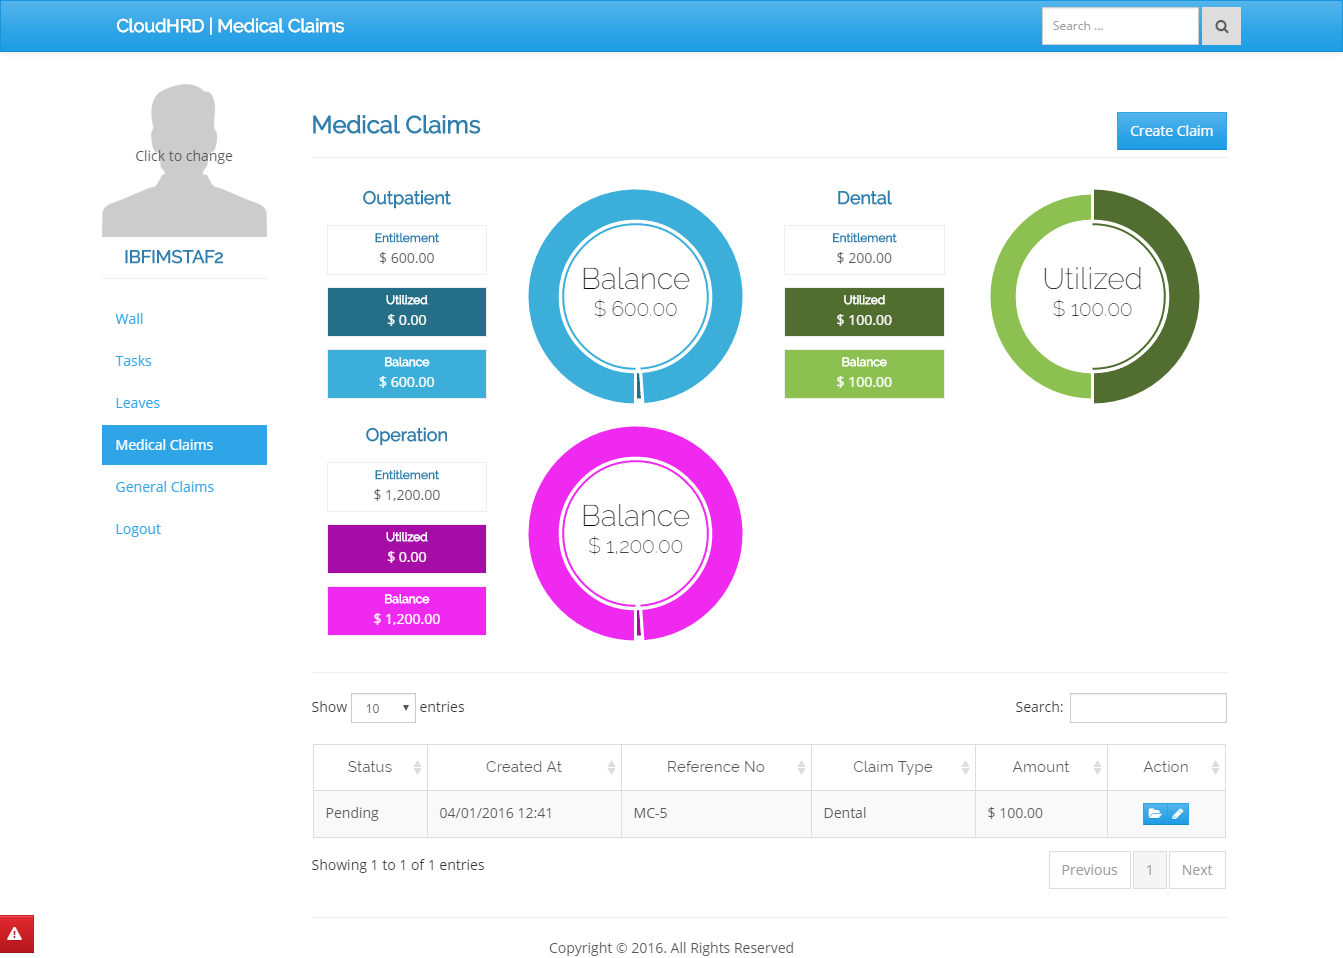 CloudHRD | Medical Claims
Search ...
Click to change
IBFIMSTAF2
Wall
Tasks
Leaves
Medical Claims
General Claims
Logout
Medical Claims
Create Claim
Outpatient
Entitlement
$ 600.00
Utilized
$ 0.00
Balance
$ 600.00
Balance
$ 600.00
Dental
Entitlement
$ 200.00
Utilized
$ 100.00
Balance
$ 100.00
Utilized
$ 100.00
Operation
Entitlement
$ 1,200.00
Utilized
$ 0.00
Balance
$ 1,200.00
Balance
$ 1,200.00
Show 10 entries
Search:
Status Created At Reference No Claim Type Amount Action
Pending 04/01/2016 12:41 MC-5 Dental $ 100.00
Showing 1 to 1 of 1 entries
Previous 1 Next
Copyright © 2016. All Rights Reserved